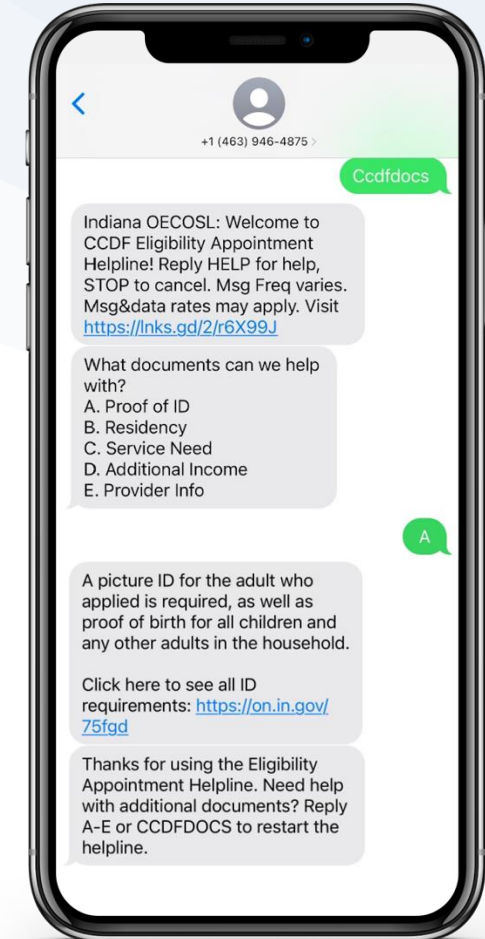 +1 (463) 946-4875 >
Ccdfdocs
Indiana OECOSL: Welcome to
CCDF Eligibility Appointment
Helpline! Reply HELP for help,
STOP to cancel. Msg Freq varies.
Msg&data rates may apply. Visit
https://lnks.gd/2/r6X99J
What documents can we help
with?
A. Proof of ID
B. Residency
C. Service Need
D. Additional Income
E. Provider Info
A
A picture ID for the adult who
applied is required, as well as
proof of birth for all children and
any other adults in the household.
Click here to see all ID
requirements: https://on.in.gov/
75fgd
Thanks for using the Eligibility
Appointment Helpline. Need help
with additional documents? Reply
A-E or CCDFDOCS to restart the
helpline.